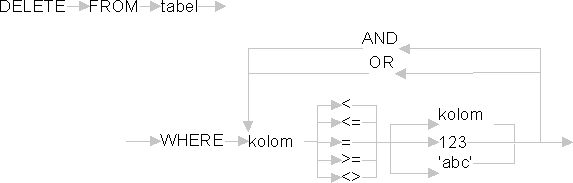 DELETE FROM tabel
AND
OR
<
<= kolom
WHERE kolom = 123
>= 'abc'
<>